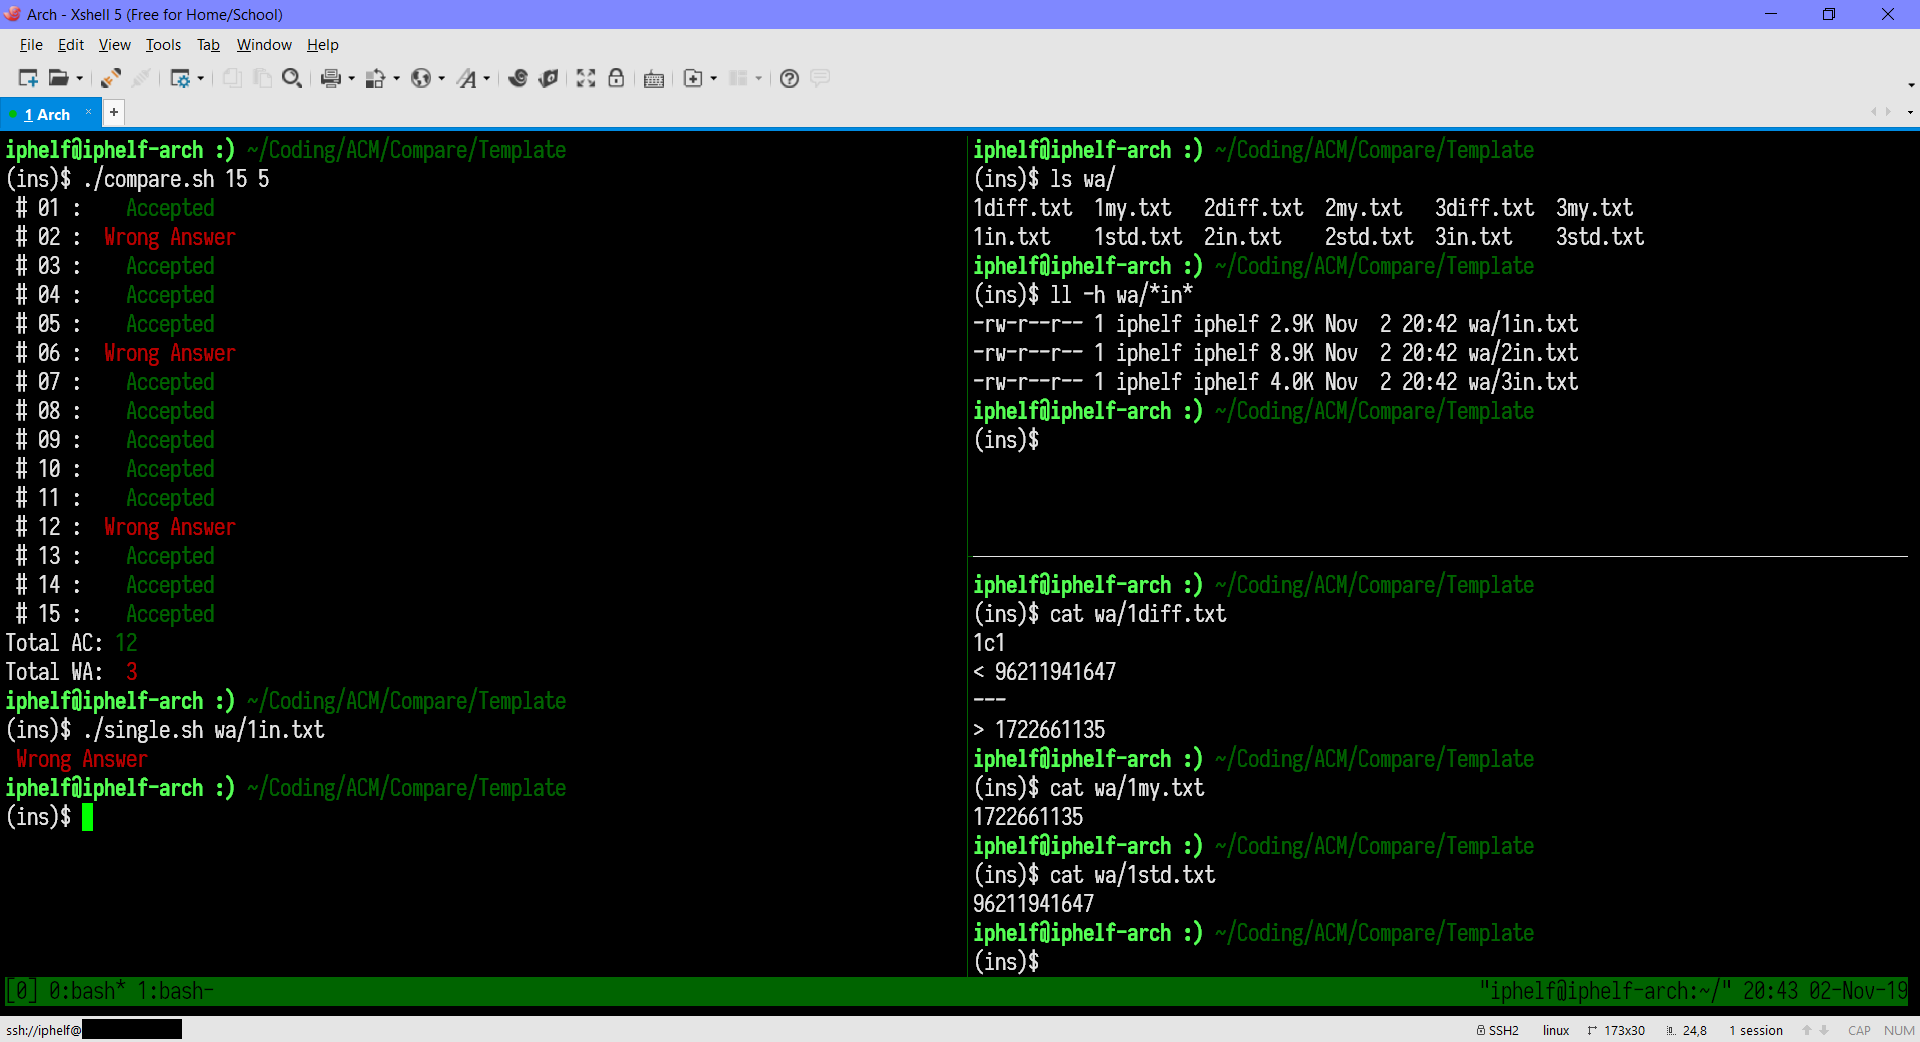 Arch - Xshell 5 (Free for Home/School)
File Edit View Tools Tab Window Help
1 Arch
iphelf@iphelf-arch :) ~/Coding/ACM/Compare/Template
(ins)$ ./compare.sh 15 5
# 01 : Accepted
# 02 : Wrong Answer
# 03 : Accepted
# 04 : Accepted
# 05 : Accepted
# 06 : Wrong Answer
# 07 : Accepted
# 08 : Accepted
# 09 : Accepted
# 10 : Accepted
# 11 : Accepted
# 12 : Wrong Answer
# 13 : Accepted
# 14 : Accepted
# 15 : Accepted
Total AC: 12
Total WA: 3
iphelf@iphelf-arch :) ~/Coding/ACM/Compare/Template
(ins)$ ./single.sh wa/1in.txt
Wrong Answer
iphelf@iphelf-arch :) ~/Coding/ACM/Compare/Template
(ins)$
iphelf@iphelf-arch :) ~/Coding/ACM/Compare/Template
(ins)$ ls wa/
1diff.txt 1my.txt 2diff.txt 2my.txt 3diff.txt 3my.txt
1in.txt 1std.txt 2in.txt 2std.txt 3in.txt 3std.txt
iphelf@iphelf-arch :) ~/Coding/ACM/Compare/Template
(ins)$ ll -h wa/*in*
-rw-r--r-- 1 iphelf iphelf 2.9K Nov 2 20:42 wa/1in.txt
-rw-r--r-- 1 iphelf iphelf 8.9K Nov 2 20:42 wa/2in.txt
-rw-r--r-- 1 iphelf iphelf 4.0K Nov 2 20:42 wa/3in.txt
iphelf@iphelf-arch :) ~/Coding/ACM/Compare/Template
(ins)$
iphelf@iphelf-arch :) ~/Coding/ACM/Compare/Template
(ins)$ cat wa/1diff.txt
1c1
< 96211941647
---
> 1722661135
iphelf@iphelf-arch :) ~/Coding/ACM/Compare/Template
(ins)$ cat wa/1my.txt
1722661135
iphelf@iphelf-arch :) ~/Coding/ACM/Compare/Template
(ins)$ cat wa/1std.txt
96211941647
iphelf@iphelf-arch :) ~/Coding/ACM/Compare/Template
(ins)$
[0] 0:bash* 1:bash- "iphelf@iphelf-arch:~/" 20:43 02-Nov-19
ssh://iphelf@ SSH2 linux 173x30 24,8 1 session CAP NUM